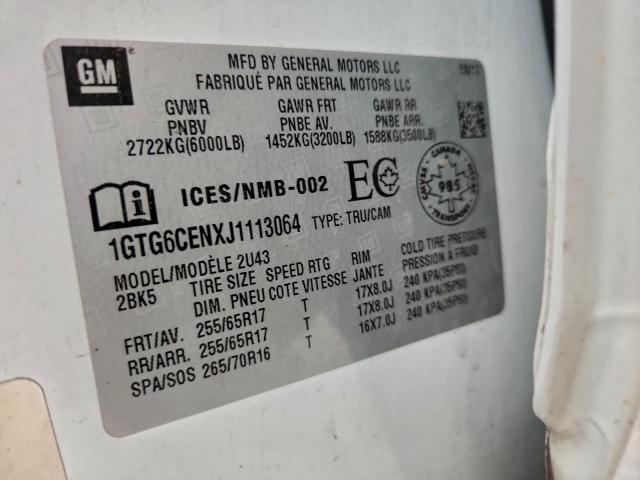 GM
MFD BY GENERAL MOTORS LLC
FABRIQUÉ PAR GENERAL MOTORS LLC
GVWR GAWR FRT GAWR RR
PNBV PNBE AV. PNBE ARR.
2722KG(6000LB) 1452KG(3200LB) 1588KG(3500LB)
ICES/NMB-002 EC
CANADA
985
1GTG6CENXJ1113064 TYPE: TRU/CAM
MODEL/MODÈLE 2U43
2BK5 TIRE SIZE SPEED RTG RIM COLD TIRE PRESSURE
DIM. PNEU COTE VITESSE JANTE PRESSION À FROID
FRT/AV. 255/65R17 T 17X8.0J 240 KPA(35PSI)
RR/ARR. 255/65R17 T 17X8.0J 240 KPA(35PSI)
SPA/SOS 265/70R16 T 16X7.0J 240 KPA(35PSI)